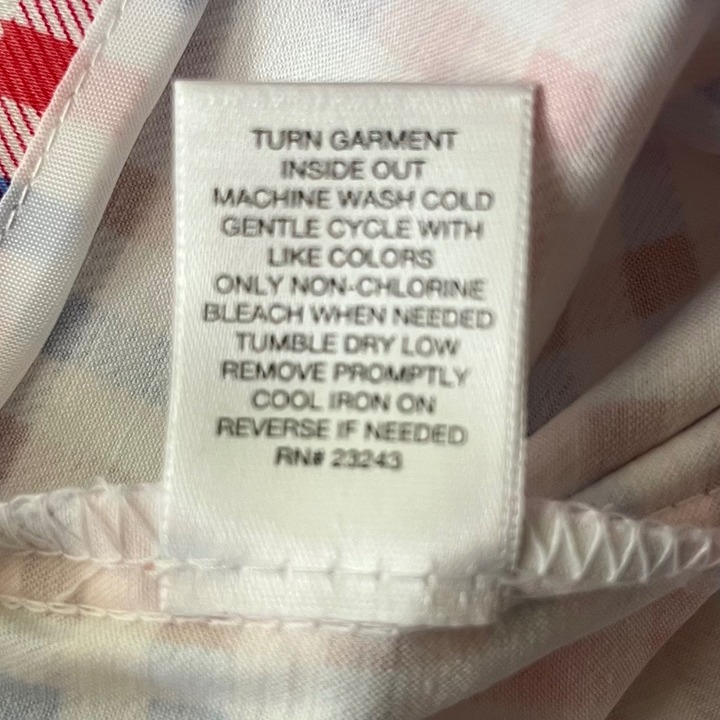 TURN GARMENT
INSIDE OUT
MACHINE WASH COLD
GENTLE CYCLE WITH
LIKE COLORS
ONLY NON-CHLORINE
BLEACH WHEN NEEDED
TUMBLE DRY LOW
REMOVE PROMPTLY
COOL IRON ON
REVERSE IF NEEDED
RN# 23243